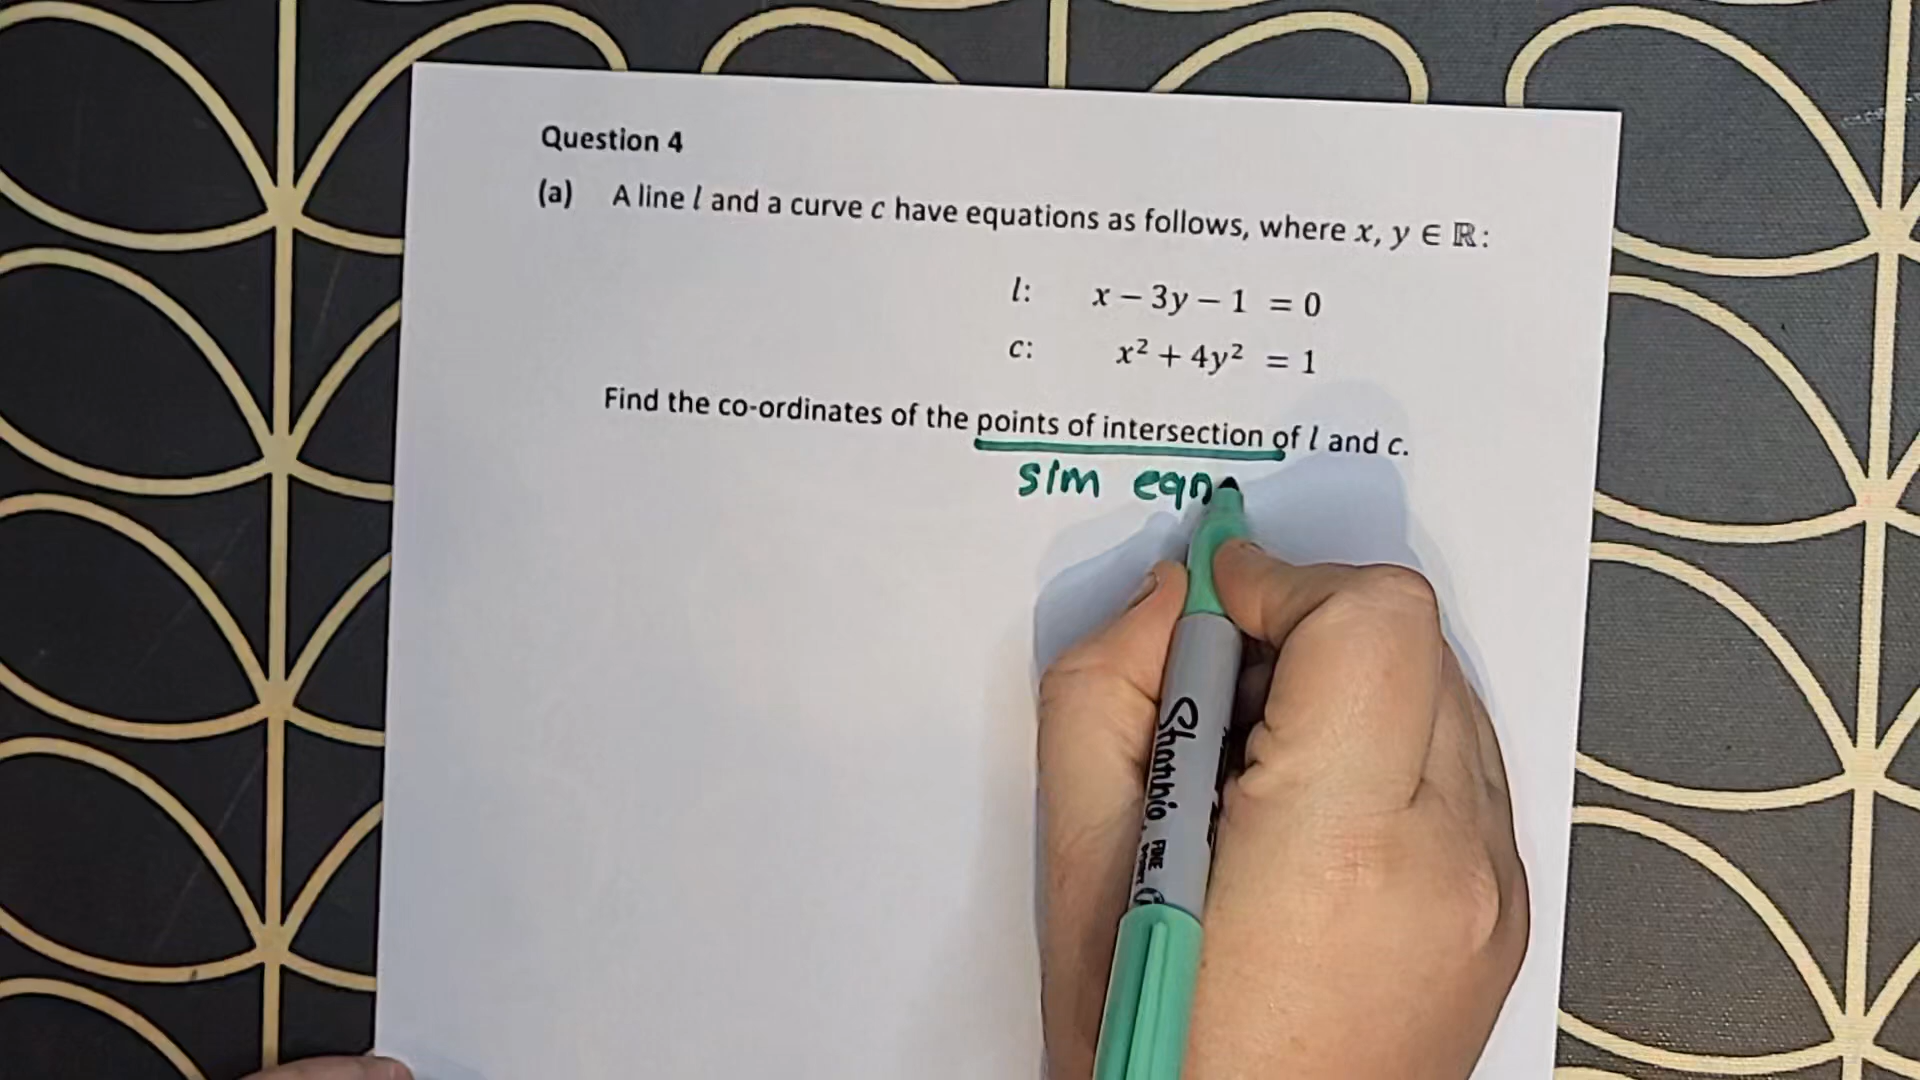 Question 4
(a) A line l and a curve c have equations as follows, where x, y ∈ ℝ:
l: x − 3y − 1 = 0
c: x² + 4y² = 1
Find the co-ordinates of the points of intersection of l and c.
sim eqn
Sharpie. FINE